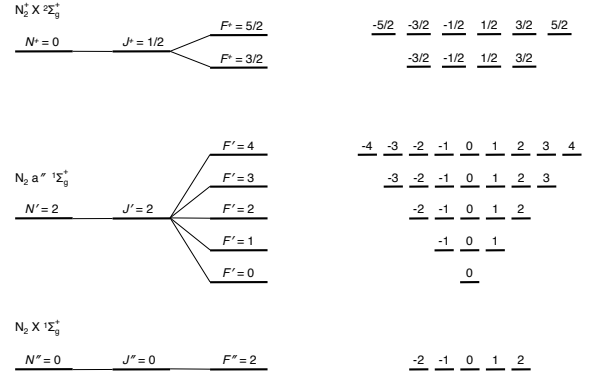 N₂⁺ X ²Σg⁺
N⁺ = 0 J⁺ = 1/2 F⁺ = 5/2 -5/2 -3/2 -1/2 1/2 3/2 5/2
F⁺ = 3/2 -3/2 -1/2 1/2 3/2
F′ = 4 -4 -3 -2 -1 0 1 2 3 4
N₂ a″ ¹Σg⁺
F′ = 3 -3 -2 -1 0 1 2 3
N′ = 2 J′ = 2 F′ = 2 -2 -1 0 1 2
F′ = 1 -1 0 1
F′ = 0 0
N₂ X ¹Σg⁺
N″ = 0 J″ = 0 F″ = 2 -2 -1 0 1 2